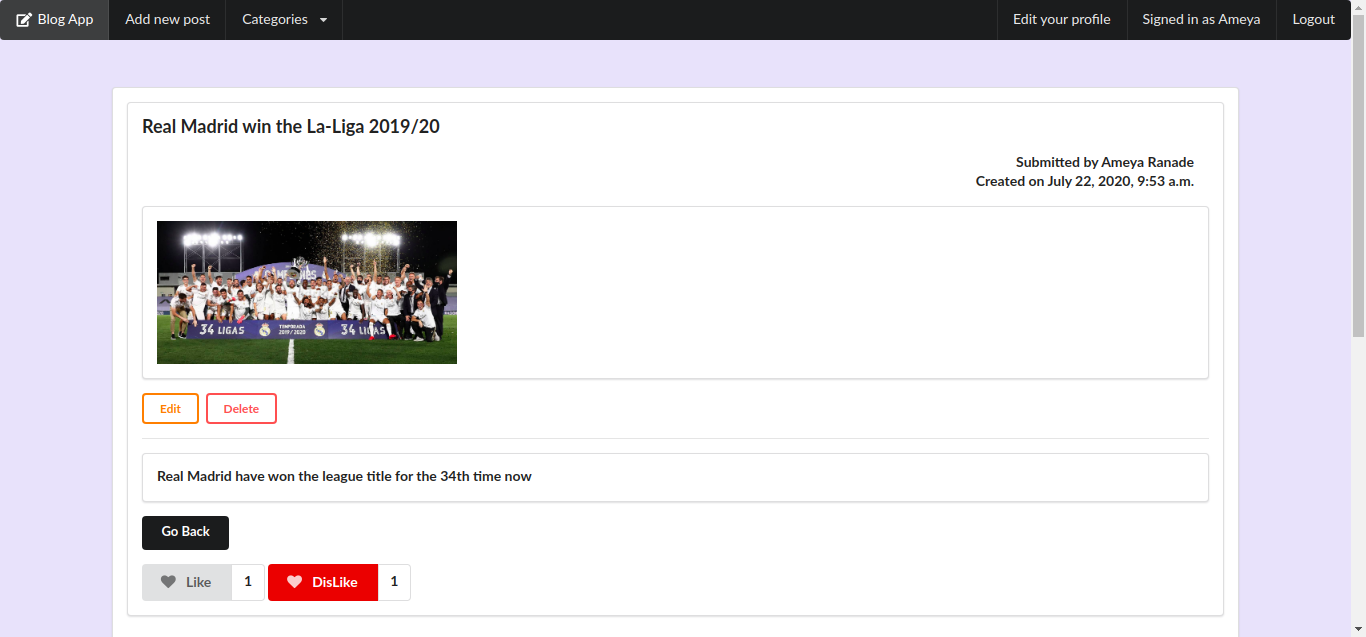 Blog App
Add new post
Categories
Edit your profile
Signed in as Ameya
Logout
Real Madrid win the La-Liga 2019/20
Submitted by Ameya Ranade
Created on July 22, 2020, 9:53 a.m.
34 LIGAS
TEMPORADA
2019/2020
34 LIGAS
Edit
Delete
Real Madrid have won the league title for the 34th time now
Go Back
Like
1
DisLike
1